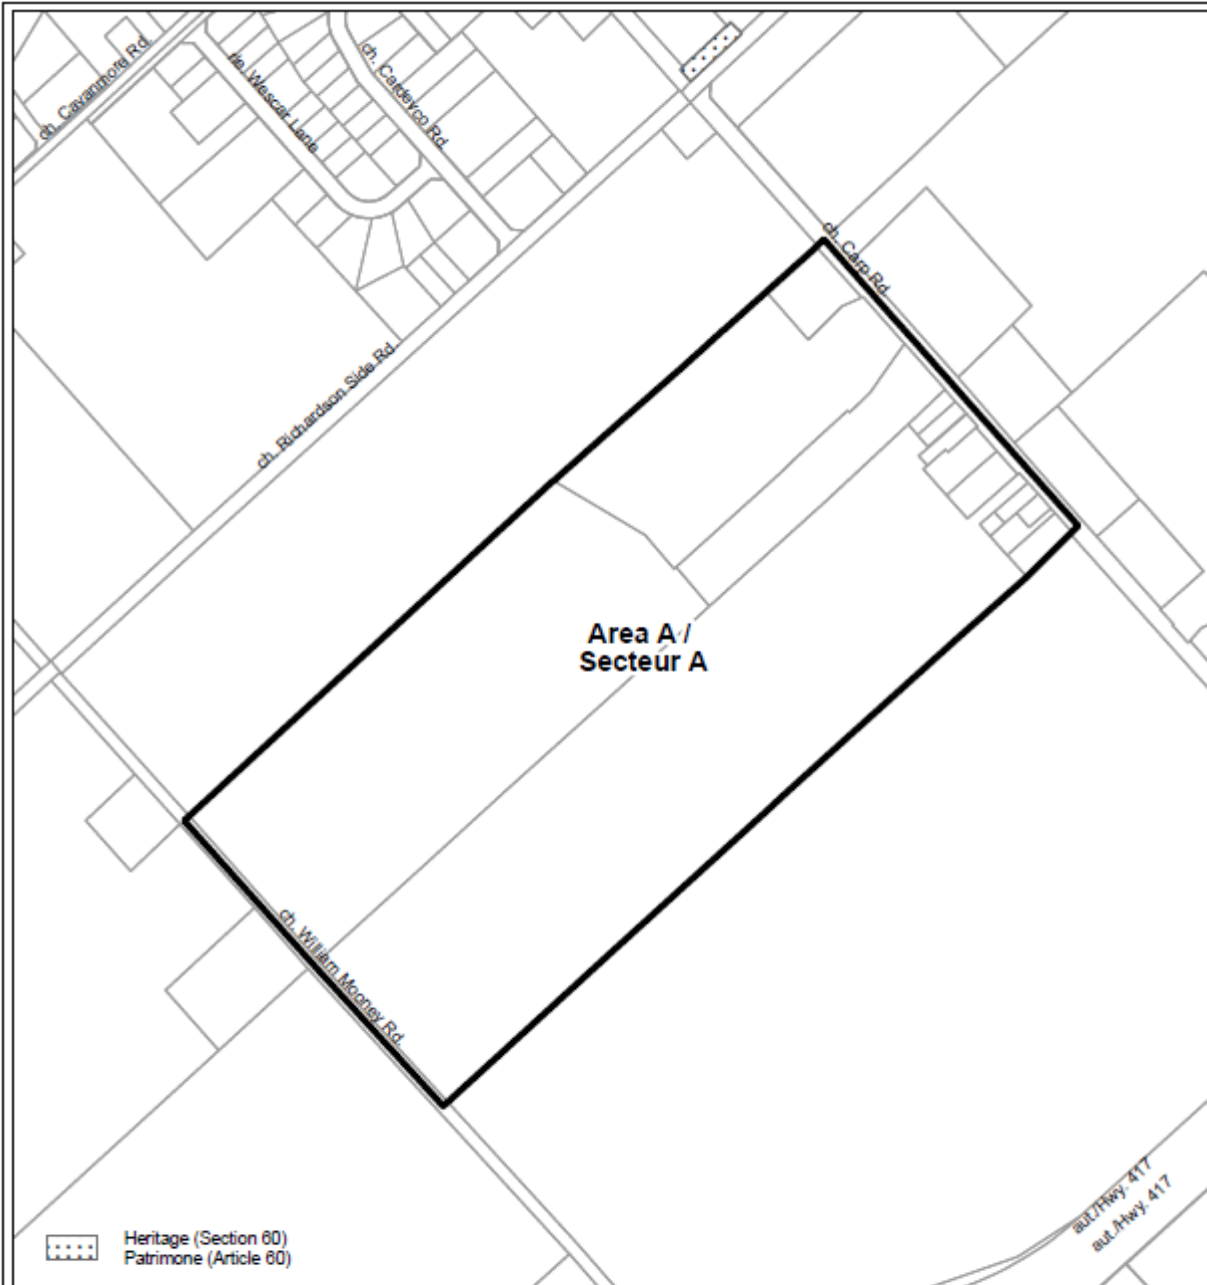 ch. Cavanmore Rd.
rle. Wescar Lane
ch. Cardevco Rd.
ch. Carp Rd.
ch. Richardson Side Rd.
Area A /
Secteur A
ch. William Mooney Rd.
aut./Hwy. 417
aut./Hwy. 417
Heritage (Section 60)
Patrimone (Article 60)